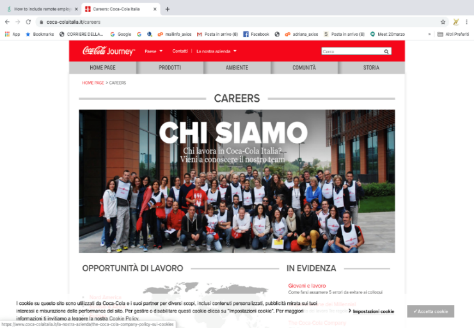 How to include remote employ
Careers: Coca-Cola Italia
coca-colaitalia.it/careers
App
Bookmarks
CORRIERE DELLA...
Google
Posta in arrivo
Facebook
Posta in arrivo
Altri Preferiti
Coca-Cola Journey
Home
Contatti
La nostra azienda
Cerca
HOME PAGE
PRODOTTI
AMBIENTE
COMUNITÀ
STORIA
HOME PAGE > CAREERS
CAREERS
CHI SIAMO
Chi lavora in Coca-Cola Italia?
Vieni a conoscere il nostro team
OPPORTUNITÀ DI LAVORO
IN EVIDENZA
Giovani e lavoro
I cookie su questo sito sono utilizzati da Coca-Cola e i suoi partner per diversi scopi, inclusi contenuti personalizzati, pubblicità mirata sui tuoi
interessi e misurazione delle performance del sito. Per gestire o disabilitare questi cookie clicca su "Impostazioni cookie". Per maggiori
informazioni ti invitiamo a leggere la nostra Cookie Policy
Impostazioni cookie
Accetta cookie